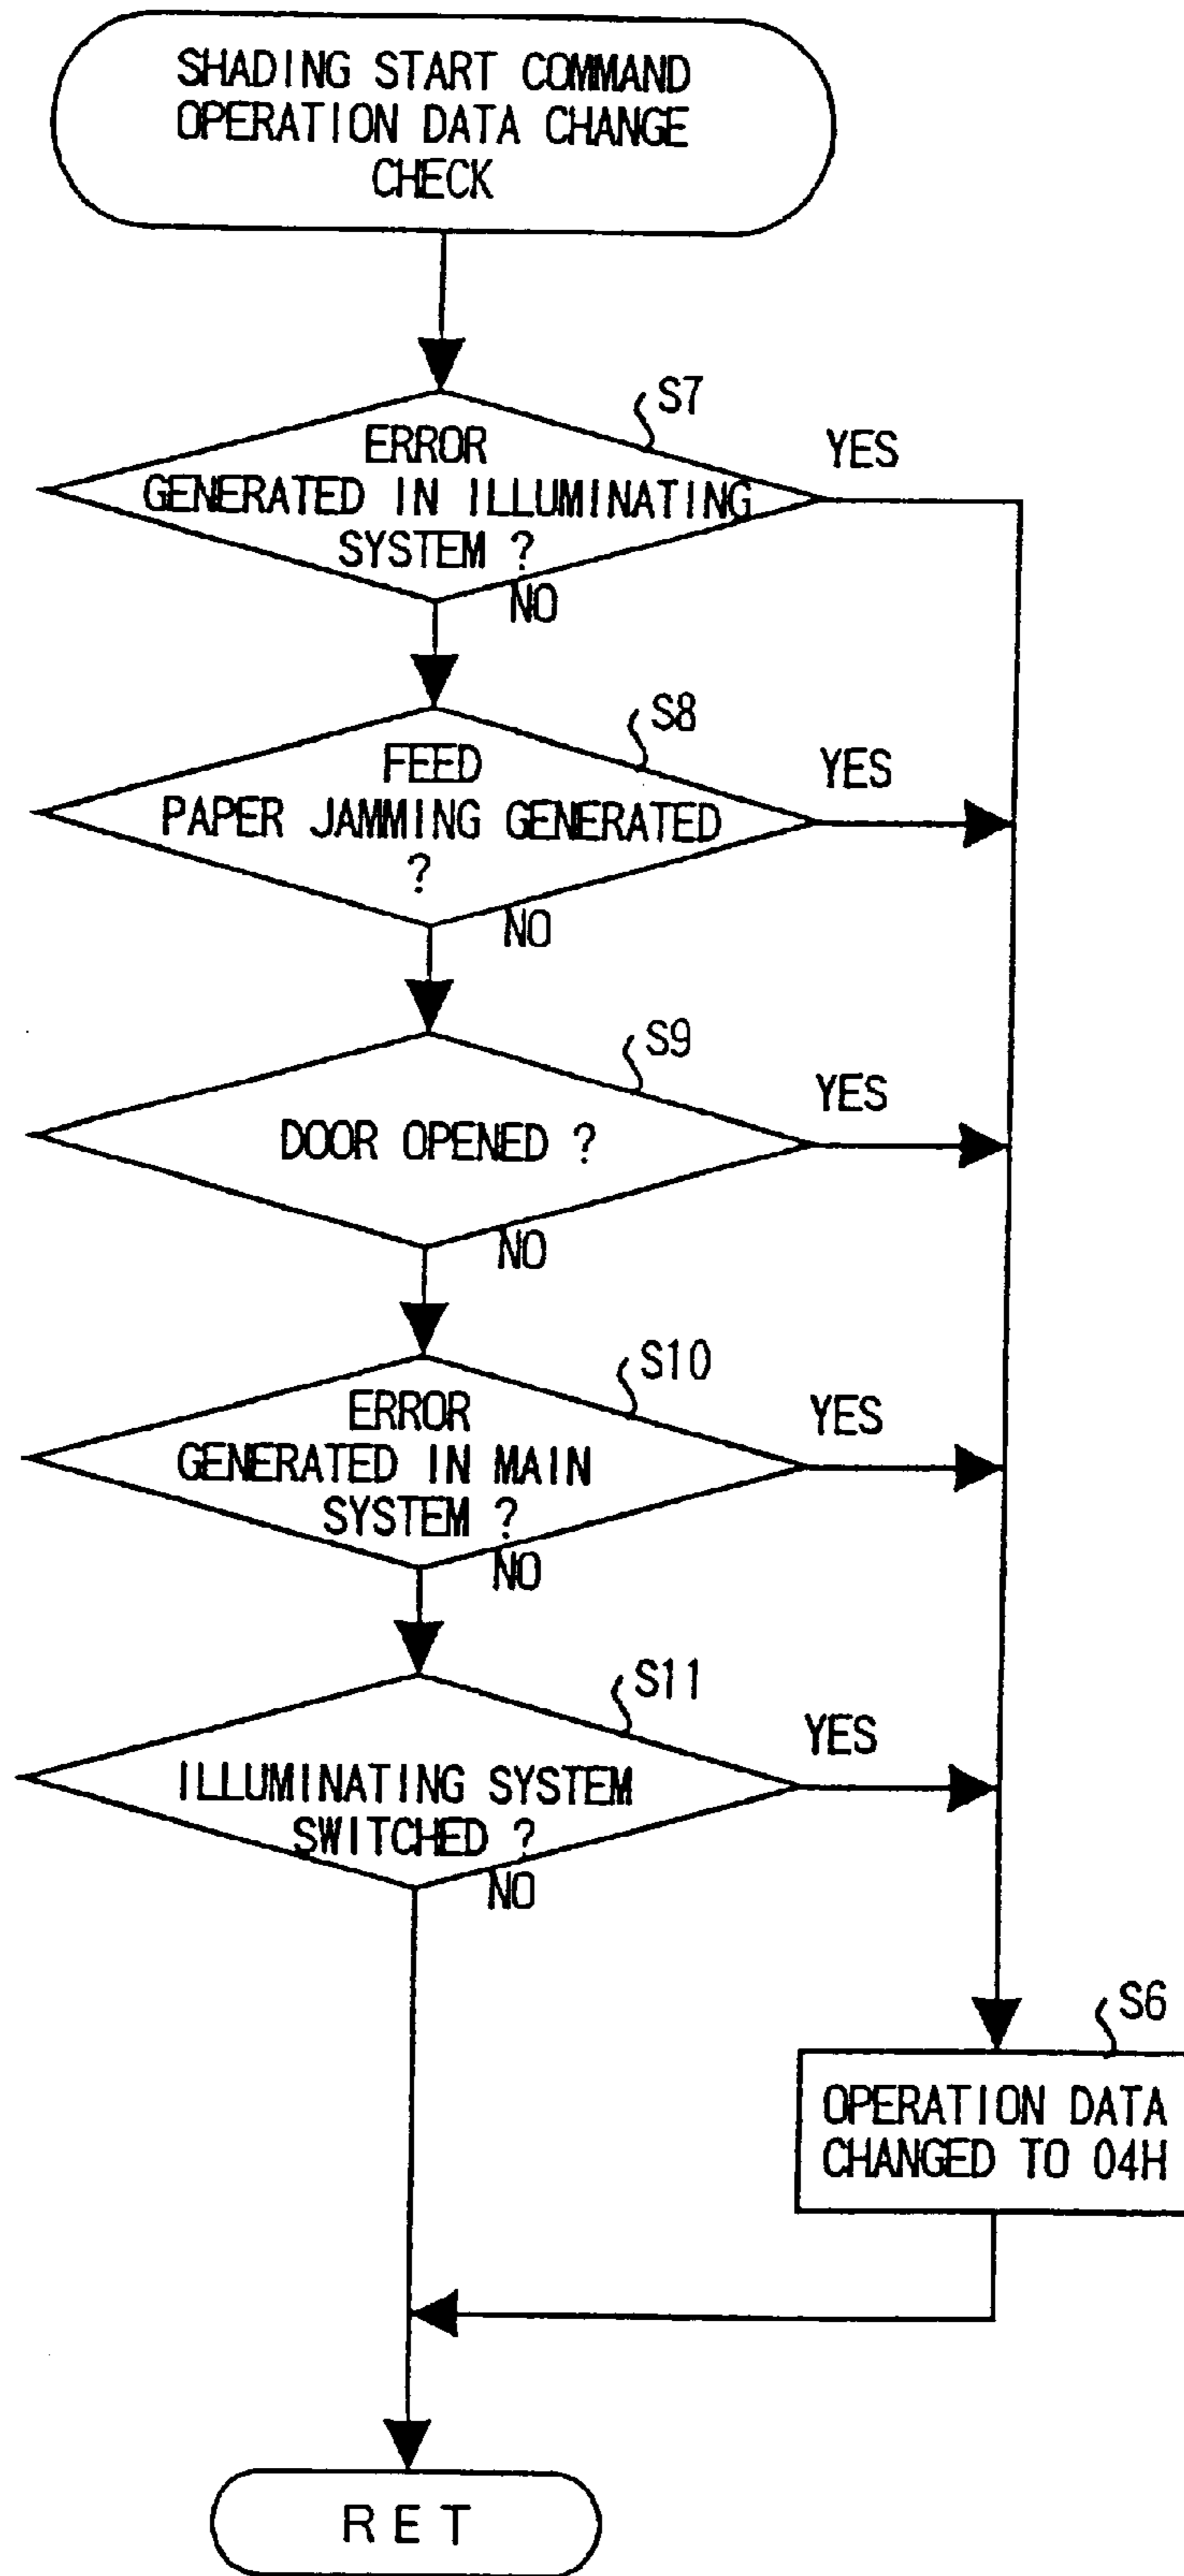 SHADING START COMMAND
OPERATION DATA CHANGE
CHECK
S7
ERROR
GENERATED IN ILLUMINATING
SYSTEM ?
YES
NO
S8
FEED
PAPER JAMMING GENERATED
?
YES
NO
S9
DOOR OPENED ?
YES
NO
S10
ERROR
GENERATED IN MAIN
SYSTEM ?
YES
NO
S11
ILLUMINATING SYSTEM
SWITCHED ?
YES
NO
S6
OPERATION DATA
CHANGED TO 04H
RET